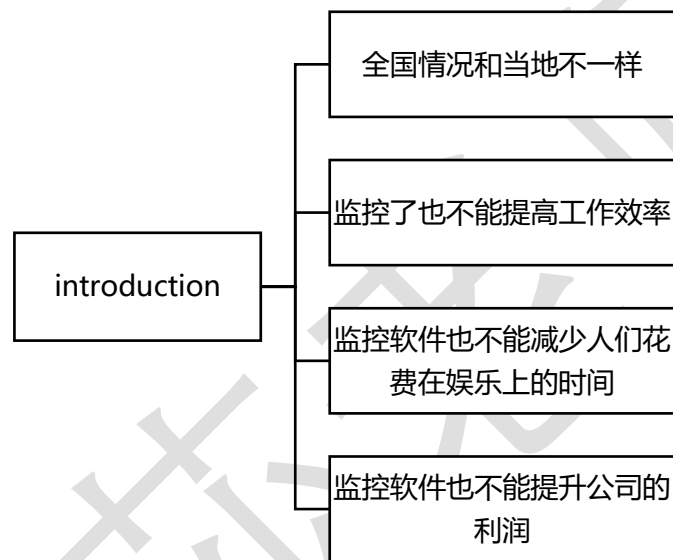 全国情况和当地不一样
监控了也不能提高工作效率
introduction
监控软件也不能减少人们花
费在娱乐上的时间
监控软件也不能提升公司的
利润